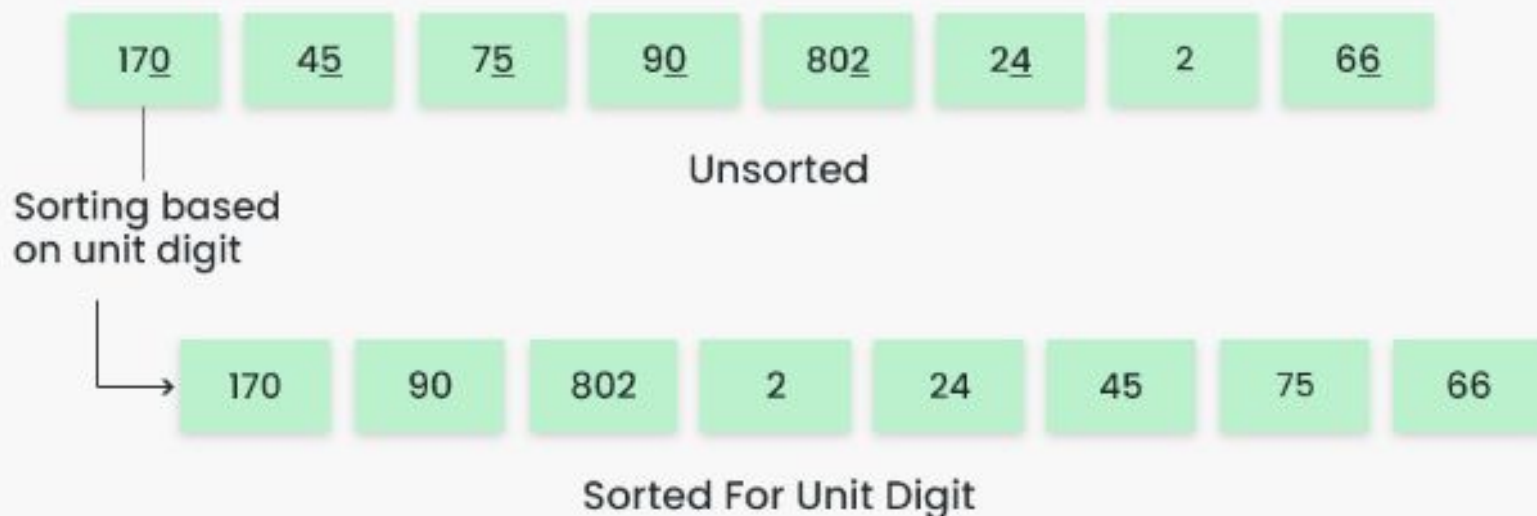 170 45 75 90 802 24 2 66
Unsorted
Sorting based
on unit digit
170 90 802 2 24 45 75 66
Sorted For Unit Digit